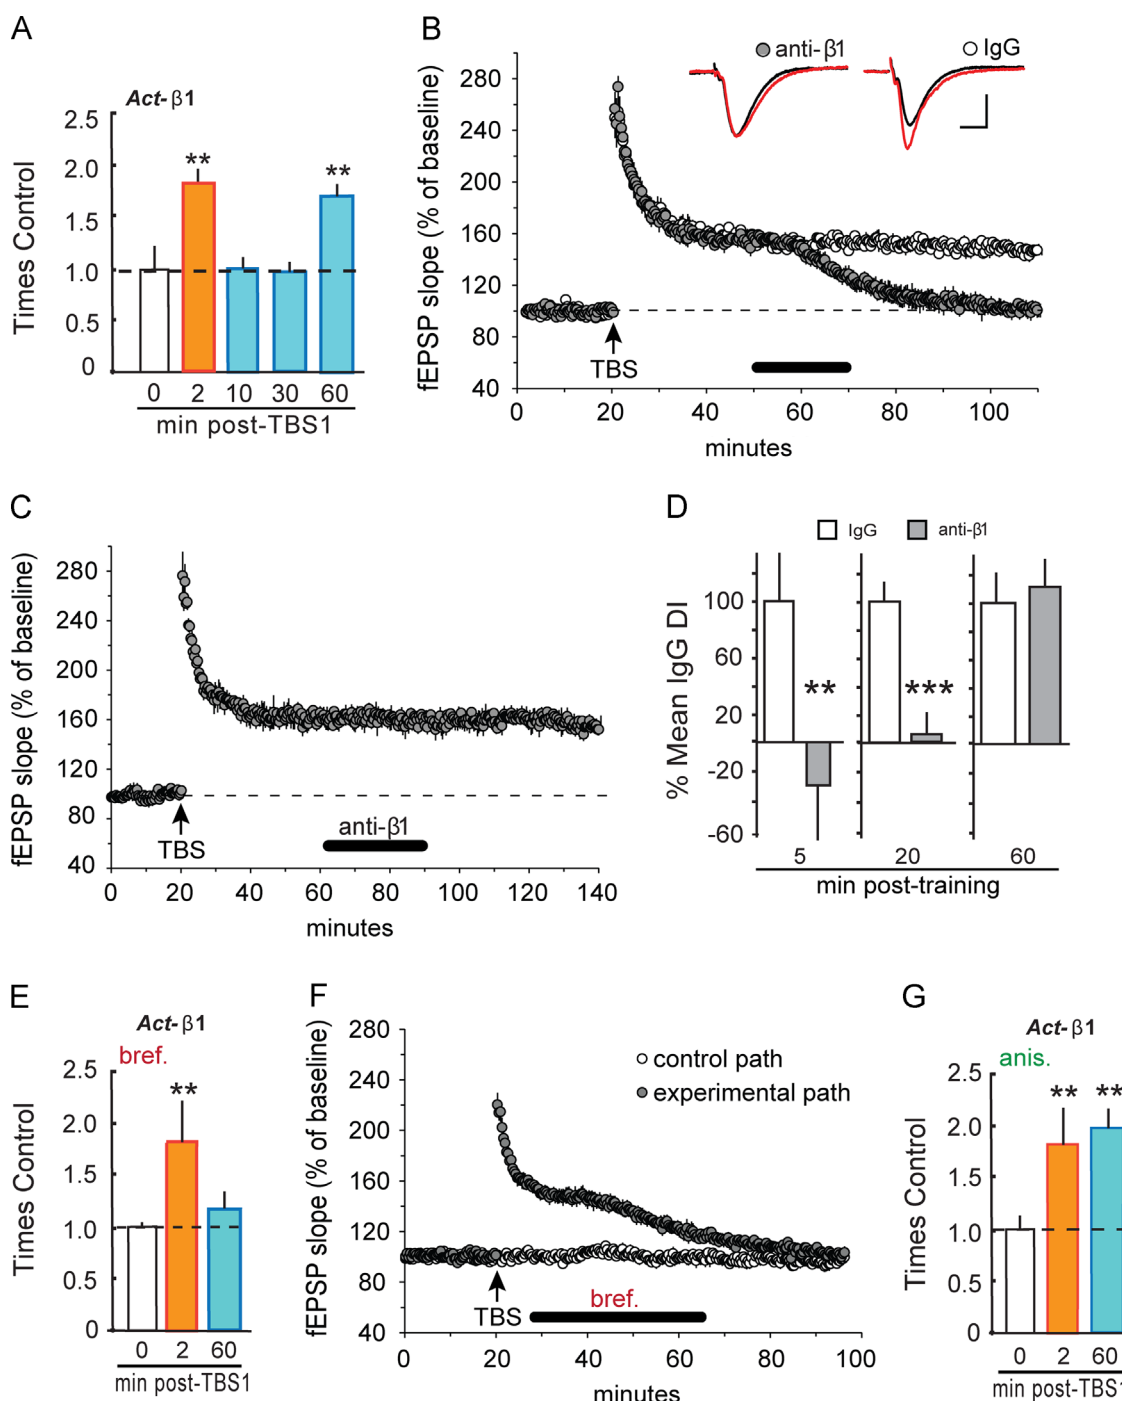 A
Act-β1
2.5
2.0
1.5
1.0
0.5
0
Times Control
**
**
0 2 10 30 60
min post-TBS1
B
anti-β1
IgG
280
240
200
160
120
80
40
fEPSP slope (% of baseline)
TBS
0 20 40 60 80 100
minutes
C
280
240
200
160
120
80
40
fEPSP slope (% of baseline)
TBS
anti-β1
0 20 40 60 80 100 120 140
minutes
D
IgG
anti-β1
100
60
20
-20
-60
% Mean IgG DI
**
***
5 20 60
min post-training
E
Act-β1
bref.
2.5
2.0
1.5
1.0
0.5
0
Times Control
**
0 2 60
min post-TBS1
F
280
240
200
160
120
80
40
fEPSP slope (% of baseline)
control path
experimental path
TBS
bref.
0 20 40 60 80 100
minutes
G
Act-β1
anis.
2.5
2.0
1.5
1.0
0.5
0
Times Control
**
**
0 2 60
min post-TBS1